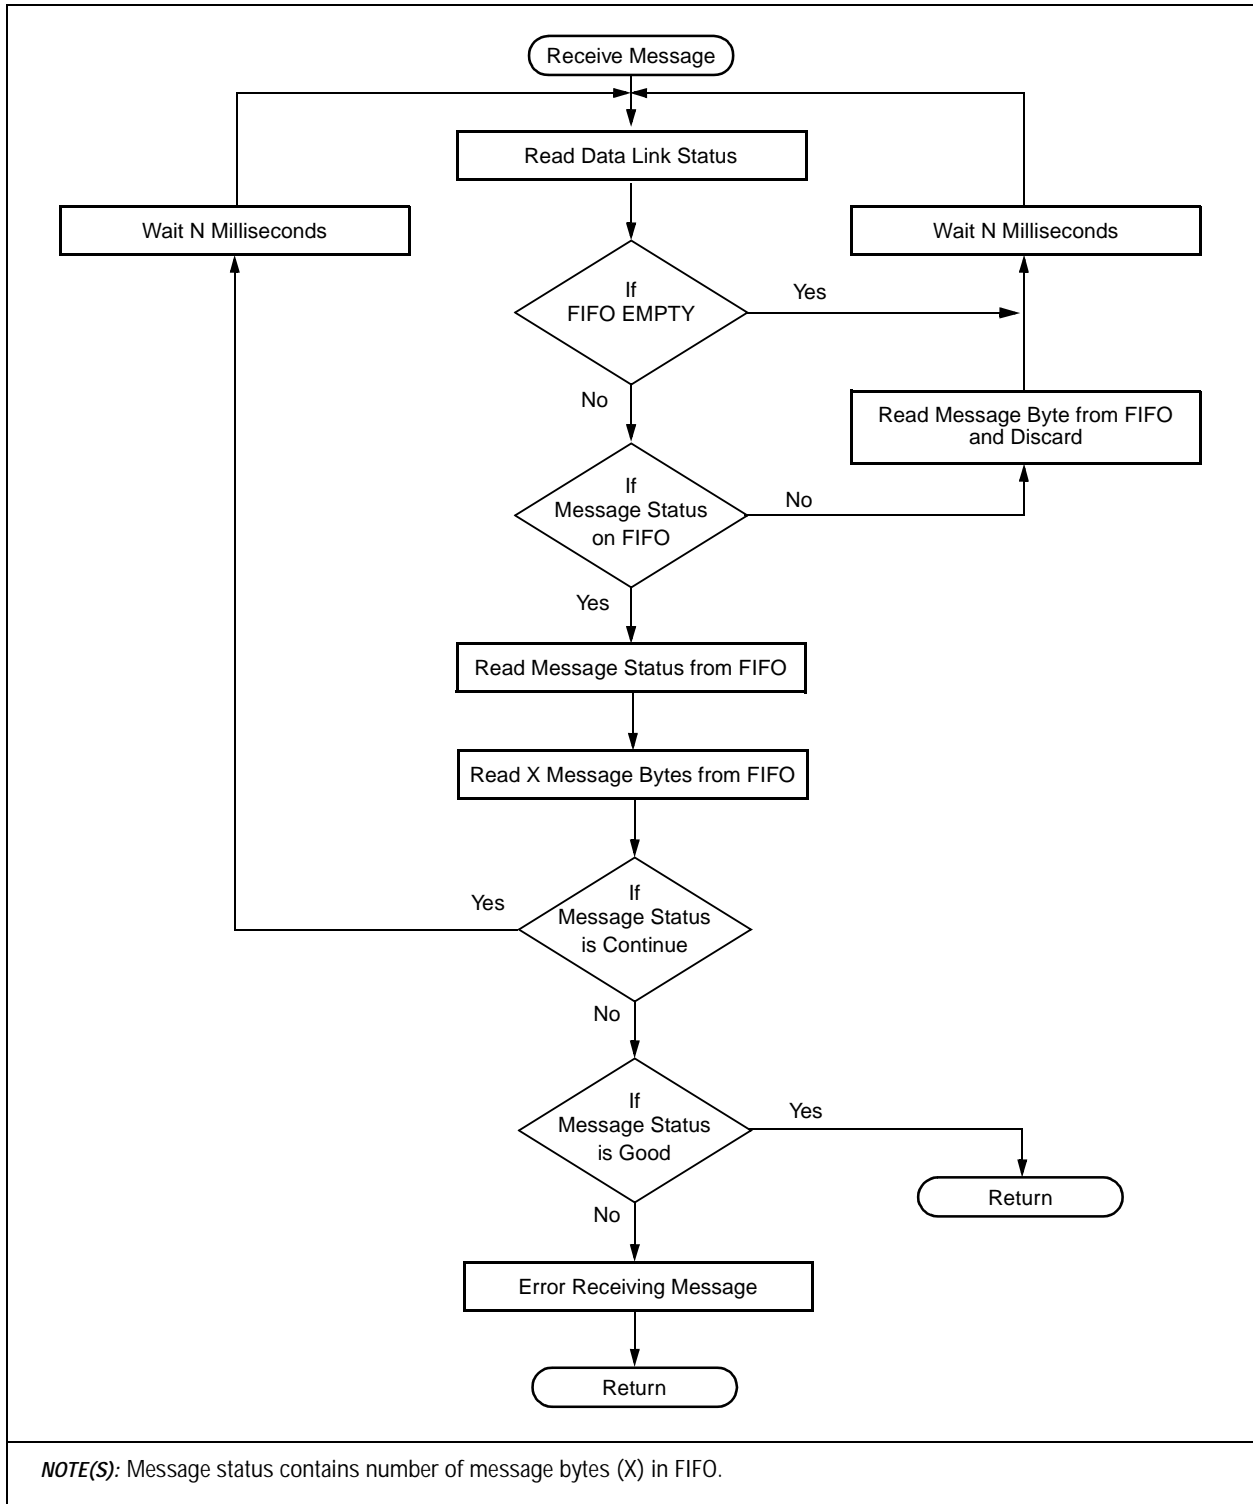 Receive Message
Read Data Link Status
Wait N Milliseconds
Wait N Milliseconds
If
FIFO EMPTY
Yes
No
Read Message Byte from FIFO
and Discard
If
Message Status
on FIFO
No
Yes
Read Message Status from FIFO
Read X Message Bytes from FIFO
Yes
If
Message Status
is Continue
No
If
Message Status
is Good
Yes
Return
No
Error Receiving Message
Return
NOTE(S): Message status contains number of message bytes (X) in FIFO.